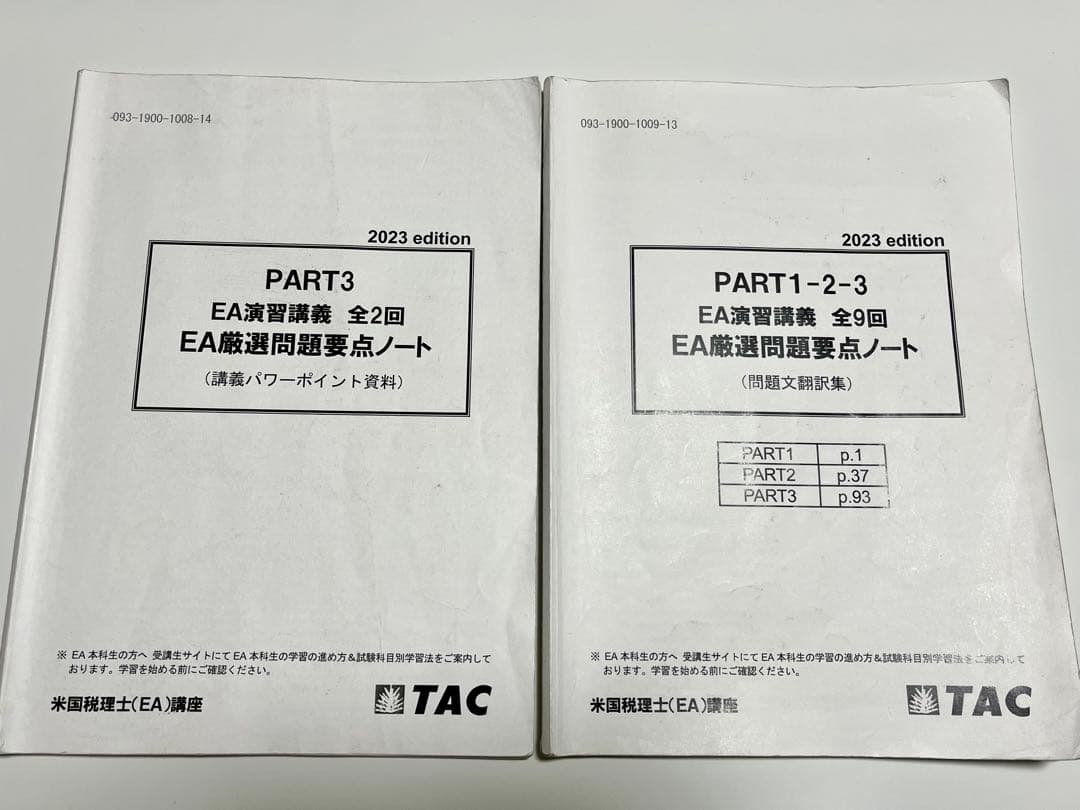 -093-1900-1008-14
2023 edition
PART3
EA演習講義 全2回
EA厳選問題要点ノート
(講義パワーポイント資料)
※ EA本科生の方へ 受講生サイトにてEA本科生の学習の進め方&試験科目別学習法をご案内して
おります。学習を始める前にご確認ください。
米国税理士(EA)講座
TAC
093-1900-1009-13
2023 edition
PART1-2-3
EA演習講義 全9回
EA厳選問題要点ノート
(問題文翻訳集)
PART1 p.1
PART2 p.37
PART3 p.93
※ EA本科生の方へ 受講生サイトにてEA本科生の学習の進め方&試験科目別学習法をご案内して
おります。学習を始める前にご確認ください。
米国税理士(EA)講座
TAC